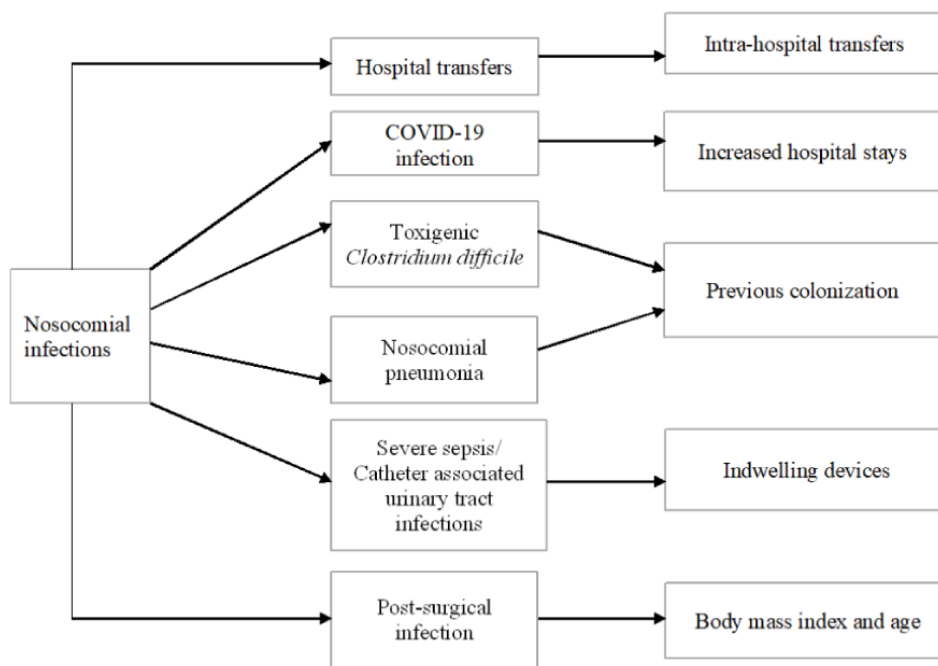 Hospital transfers
Intra-hospital transfers
COVID-19
infection
Increased hospital stays
Toxigenic
Clostridium difficile
Previous colonization
Nosocomial
infections
Nosocomial
pneumonia
Severe sepsis/
Catheter associated
urinary tract
infections
Indwelling devices
Post-surgical
infection
Body mass index and age